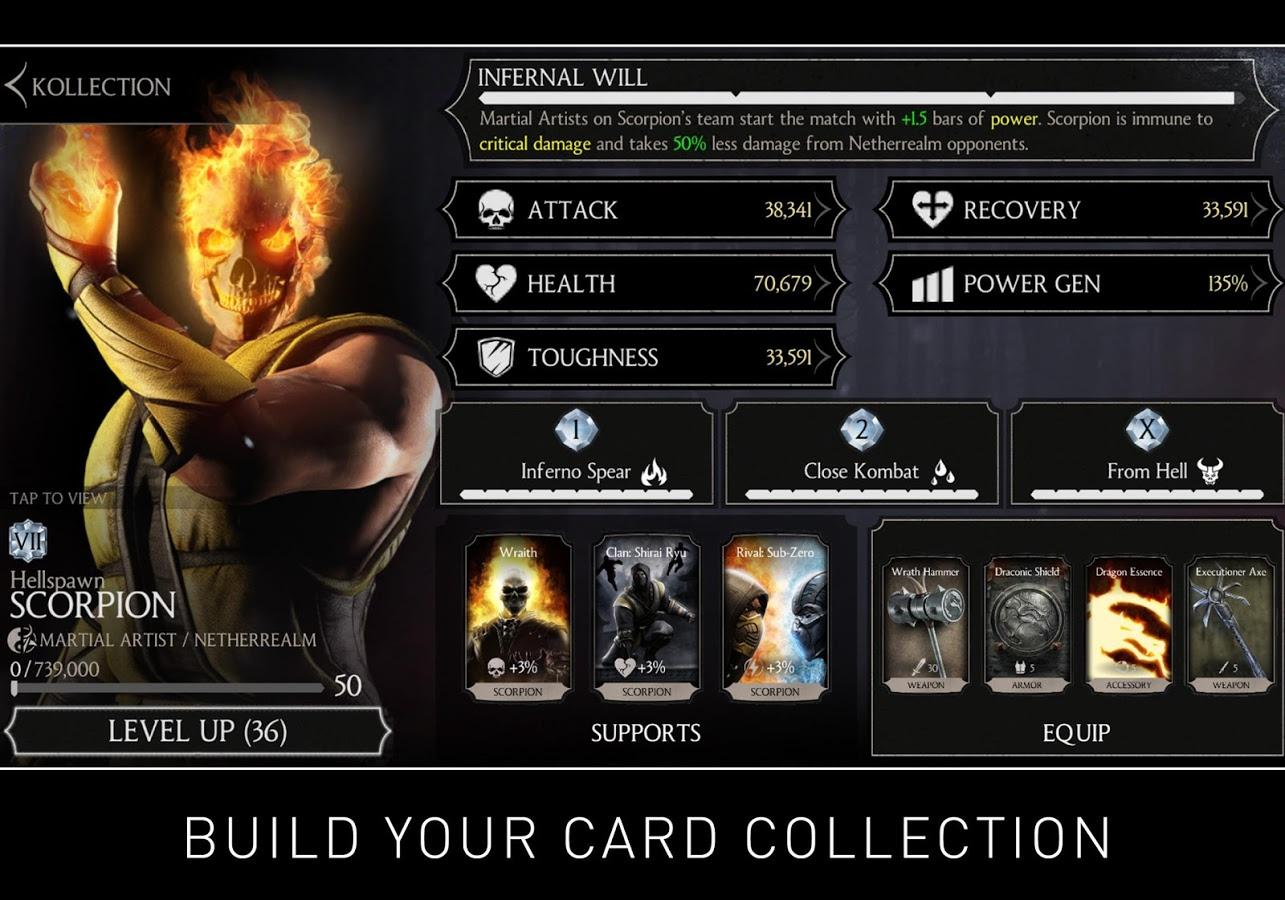 KOLLECTION
INFERNAL WILL
Martial Artists on Scorpion's team start the match with +1.5 bars of power. Scorpion is immune to
critical damage and takes 50% less damage from Netherrealm opponents.
ATTACK 38,341
RECOVERY 33,591
HEALTH 70,679
POWER GEN 135%
TOUGHNESS 33,591
1
Inferno Spear
2
Close Kombat
X
From Hell
TAP TO VIEW
VII
Hellspawn
SCORPION
MARTIAL ARTIST / NETHERREALM
0 / 739,000
50
LEVEL UP (36)
Wraith
+3%
SCORPION
Clan: Shirai Ryu
+3%
SCORPION
Rival: Sub-Zero
+3%
SCORPION
SUPPORTS
Wrath Hammer
30
WEAPON
Draconic Shield
5
ARMOR
Dragon Essence
ACCESSORY
Executioner Axe
5
WEAPON
EQUIP
BUILD YOUR CARD COLLECTION